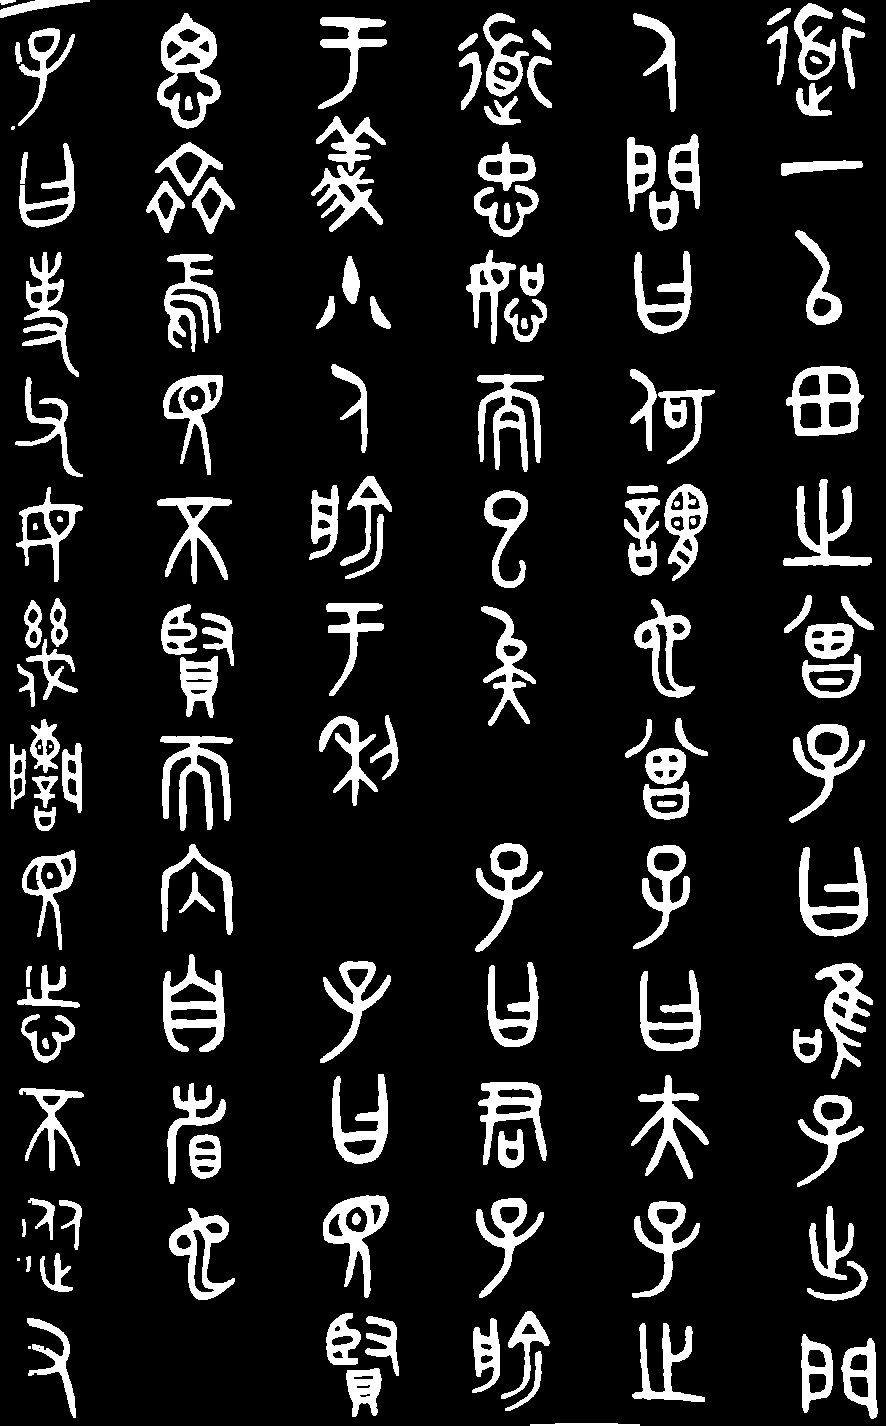 道一以毌之曾子曰唯子出門
人問曰何謂也曾子曰夫子之
道忠恕而已矣 子曰君子喻
于義小人喻于利 子曰見賢
思齊焉見不賢而内自省也
子曰事父母幾諫見志不從又